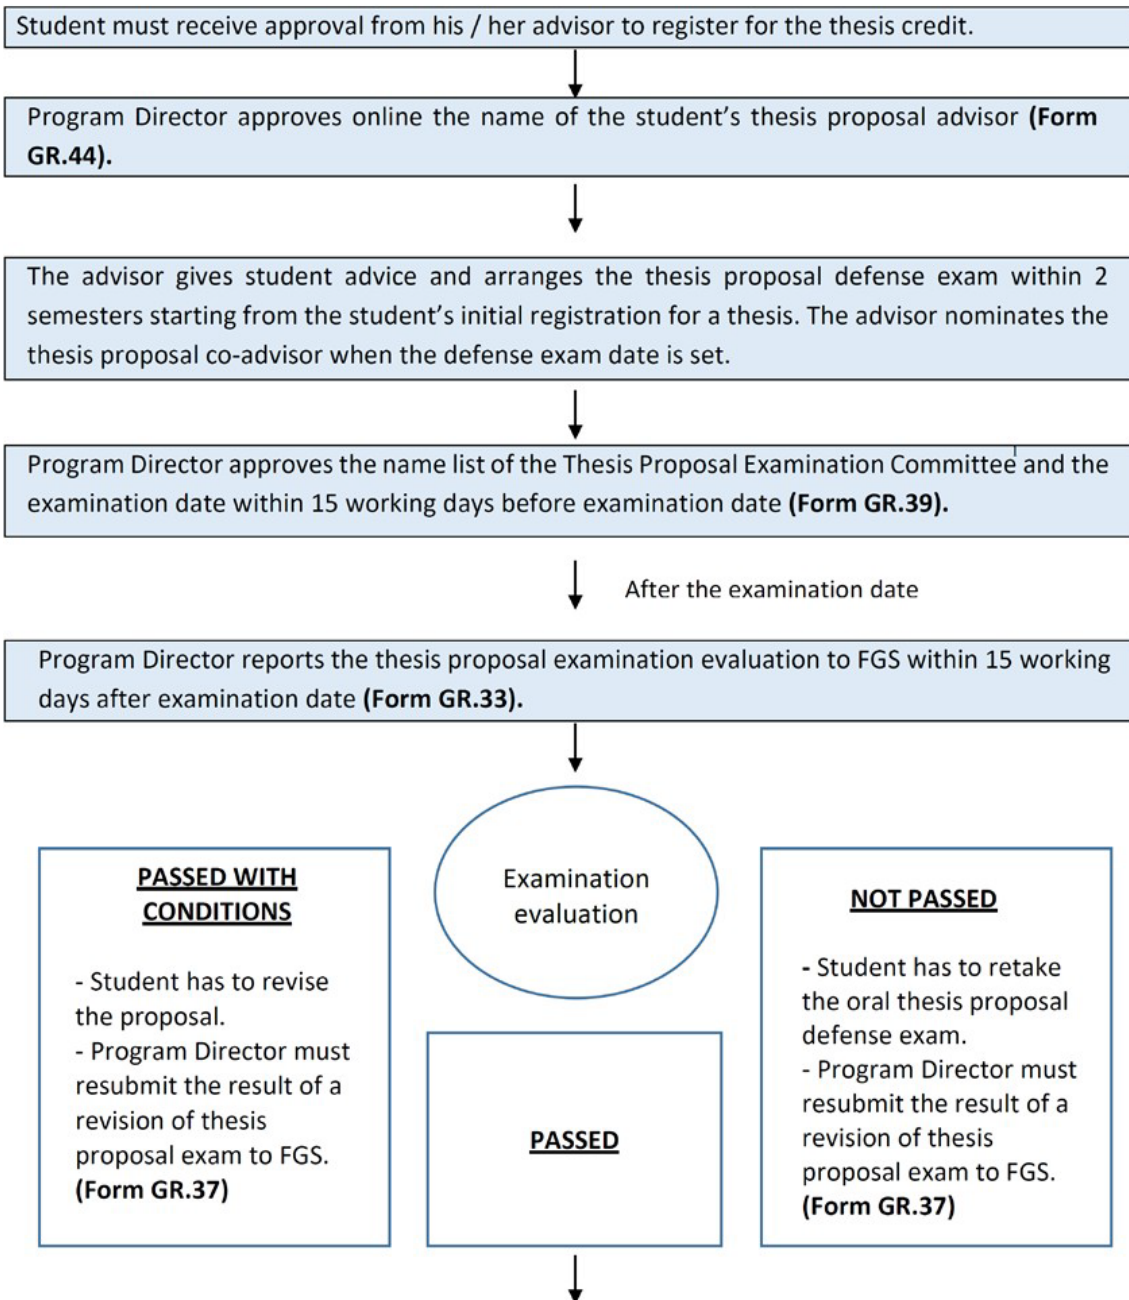 Student must receive approval from his / her advisor to register for the thesis credit.
Program Director approves online the name of the student's thesis proposal advisor (Form
GR.44).
The advisor gives student advice and arranges the thesis proposal defense exam within 2
semesters starting from the student's initial registration for a thesis. The advisor nominates the
thesis proposal co-advisor when the defense exam date is set.
Program Director approves the name list of the Thesis Proposal Examination Committee and the
examination date within 15 working days before examination date (Form GR.39).
After the examination date
Program Director reports the thesis proposal examination evaluation to FGS within 15 working
days after examination date (Form GR.33).
Examination
evaluation
PASSED WITH
CONDITIONS
- Student has to revise
the proposal.
- Program Director must
resubmit the result of a
revision of thesis
proposal exam to FGS.
(Form GR.37)
PASSED
NOT PASSED
- Student has to retake
the oral thesis proposal
defense exam.
- Program Director must
resubmit the result of a
revision of thesis
proposal exam to FGS.
(Form GR.37)